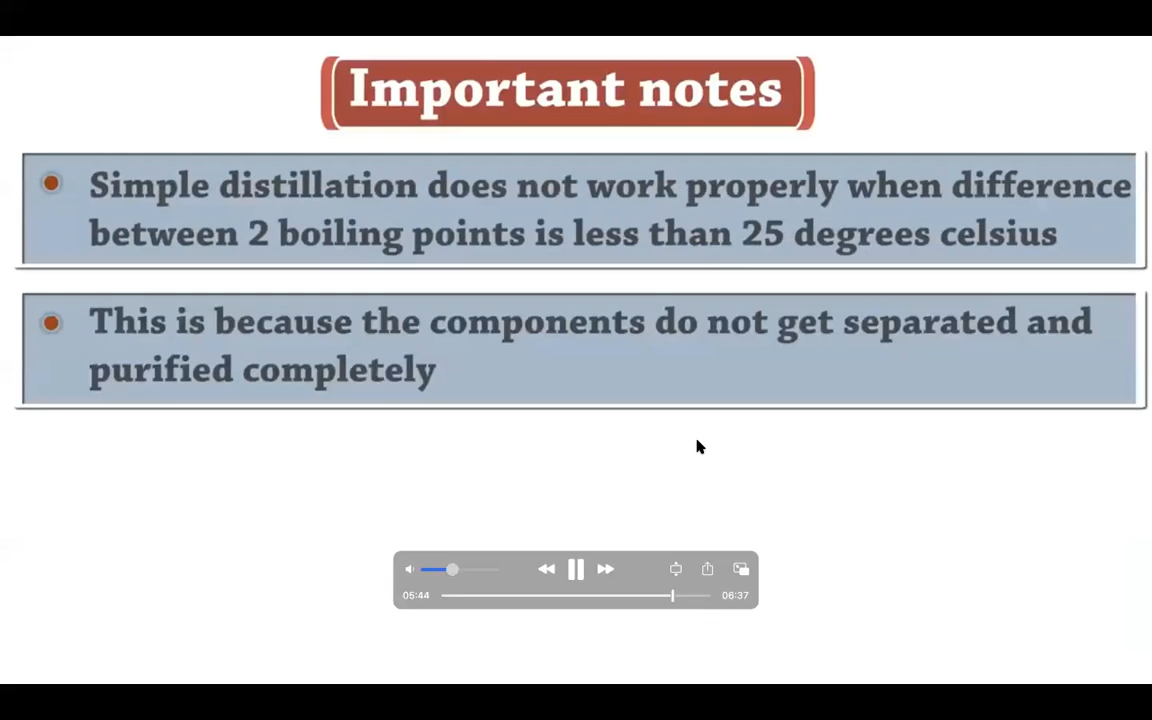 Important notes
Simple distillation does not work properly when difference
between 2 boiling points is less than 25 degrees celsius
This is because the components do not get separated and
purified completely
05:44
06:37